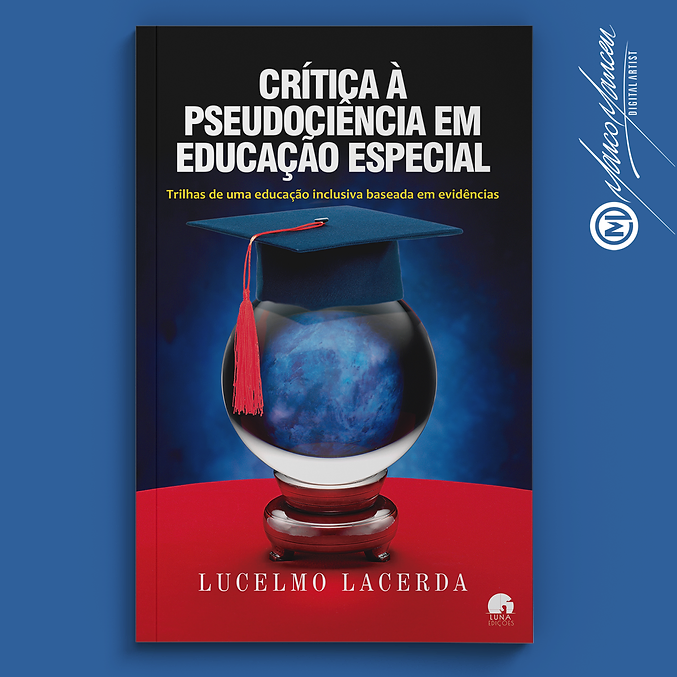 CRÍTICA À
PSEUDOCIÊNCIA EM
EDUCAÇÃO ESPECIAL
Trilhas de uma educação inclusiva baseada em evidências
LUCELMO LACERDA
LUNA
EDIÇÕES
DIGITAL ARTIST